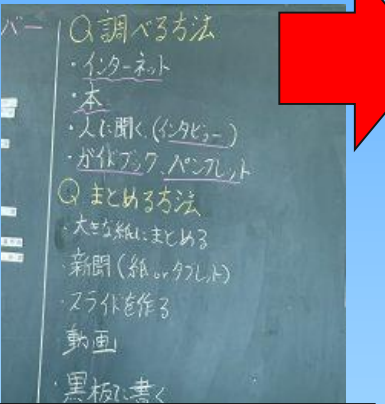 バー
Q 調べる方法
・インターネット
・本
・人に聞く(インタビュー)
・ガイドブック、パンフレット
Q まとめる方法
・大きな紙にまとめる
・新聞(紙 or タブレット)
・スライドを作る
・動画
・黒板に書く